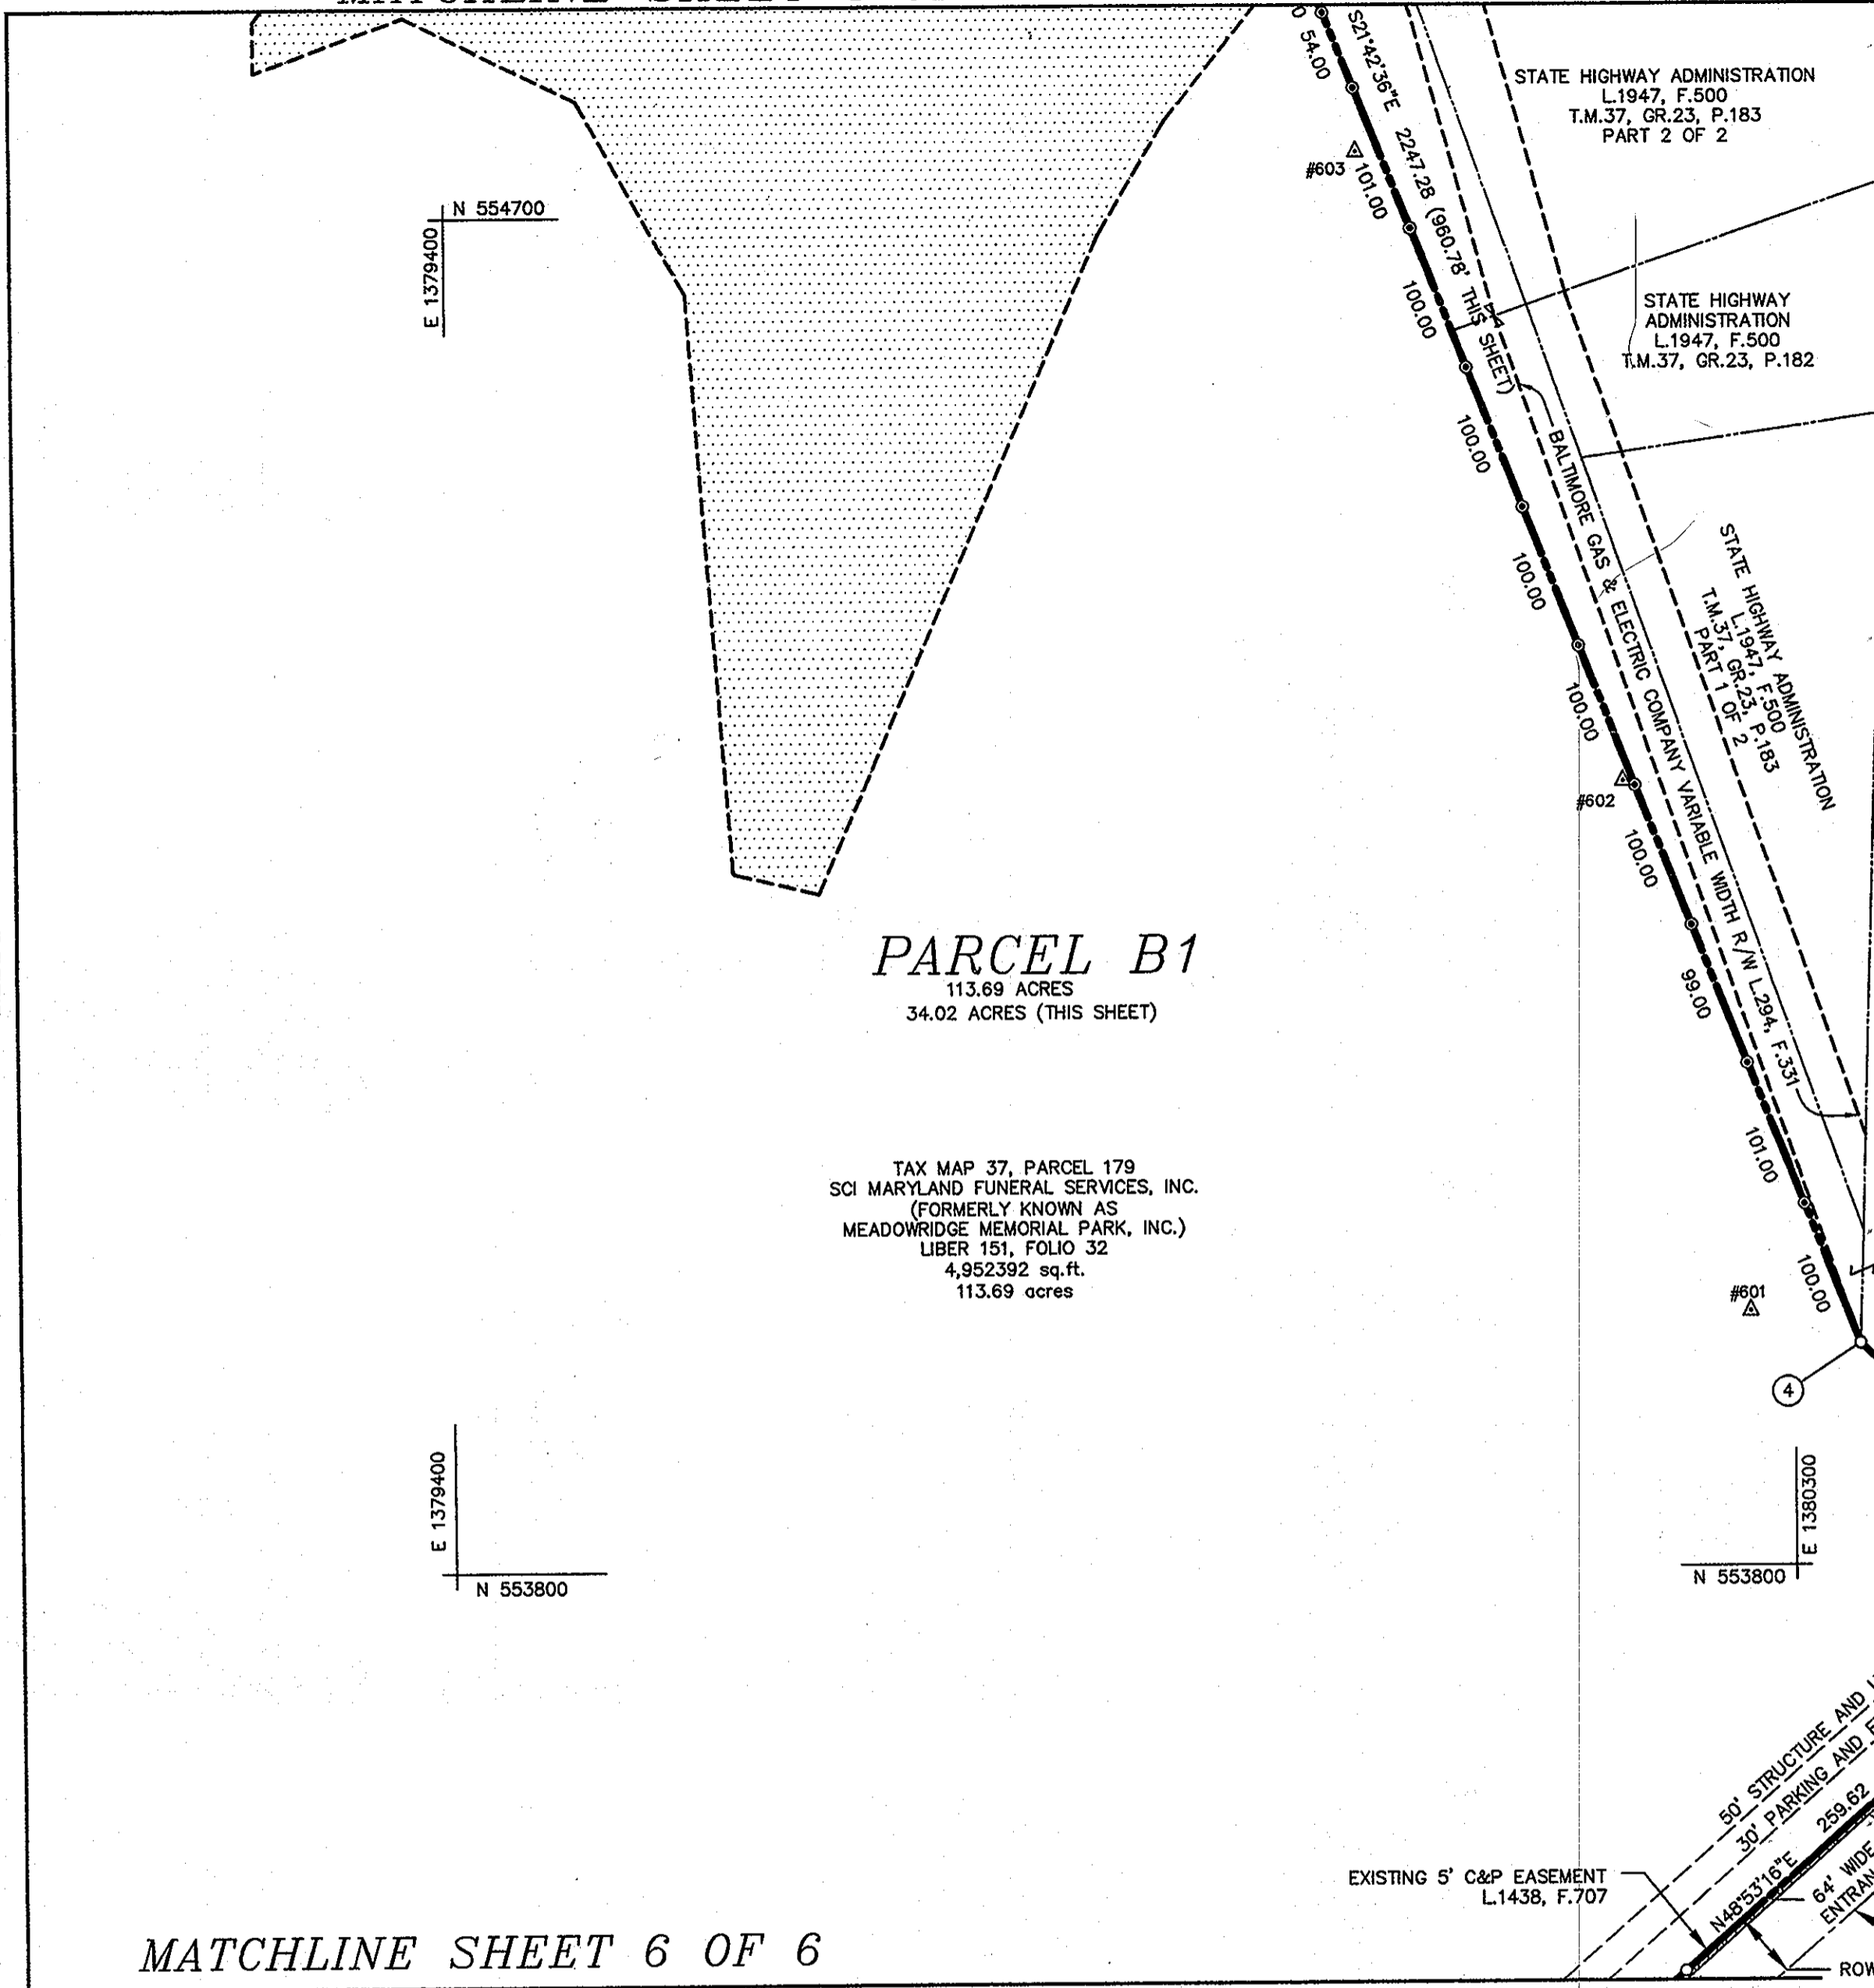 S21°42'36"E 2247.28 (960.78' THIS SHEET)
54.00
101.00
100.00
100.00
100.00
100.00
100.00
99.00
101.00
100.00
#603
#602
#601
4
STATE HIGHWAY ADMINISTRATION
L.1947, F.500
T.M.37, GR.23, P.183
PART 2 OF 2
STATE HIGHWAY
ADMINISTRATION
L.1947, F.500
T.M.37, GR.23, P.182
STATE HIGHWAY ADMINISTRATION
L.1947, F.500
T.M.37, GR.23, P.183
PART 1 OF 2
BALTIMORE GAS & ELECTRIC COMPANY VARIABLE WIDTH R/W L.294, F.331
N 554700
E 1379400
PARCEL B1
113.69 ACRES
34.02 ACRES (THIS SHEET)
TAX MAP 37, PARCEL 179
SCI MARYLAND FUNERAL SERVICES, INC.
(FORMERLY KNOWN AS
MEADOWRIDGE MEMORIAL PARK, INC.)
LIBER 151, FOLIO 32
4,952392 sq.ft.
113.69 acres
E 1379400
N 553800
E 1380300
N 553800
50' STRUCTURE AND
30' PARKING AND
N48°53'16"E 259.62
64' WIDE
EXISTING 5' C&P EASEMENT
L.1438, F.707
MATCHLINE SHEET 6 OF 6